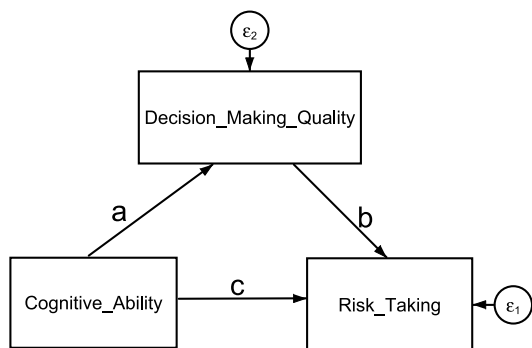 ε₂
Decision_Making_Quality
a
b
Cognitive_Ability
c
Risk_Taking
ε₁